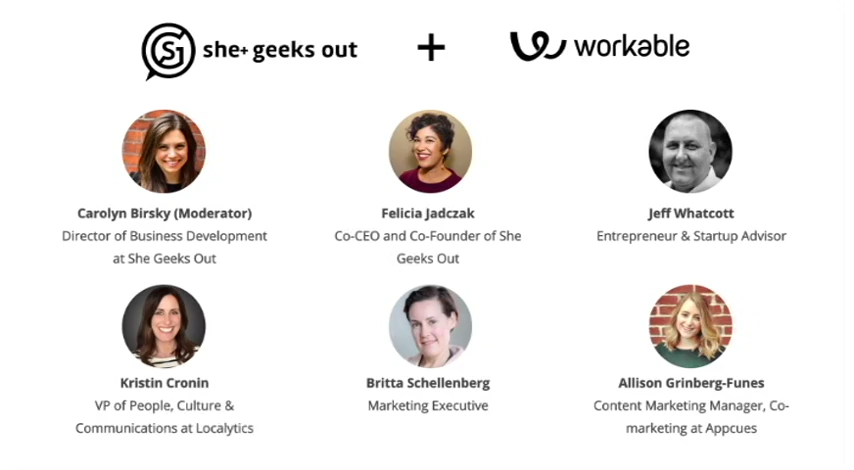 she+ geeks out
+
workable
Carolyn Birsky (Moderator)
Director of Business Development
at She Geeks Out
Felicia Jadczak
Co-CEO and Co-Founder of She
Geeks Out
Jeff Whatcott
Entrepreneur & Startup Advisor
Kristin Cronin
VP of People, Culture &
Communications at Localytics
Britta Schellenberg
Marketing Executive
Allison Grinberg-Funes
Content Marketing Manager, Co-
marketing at Appcues